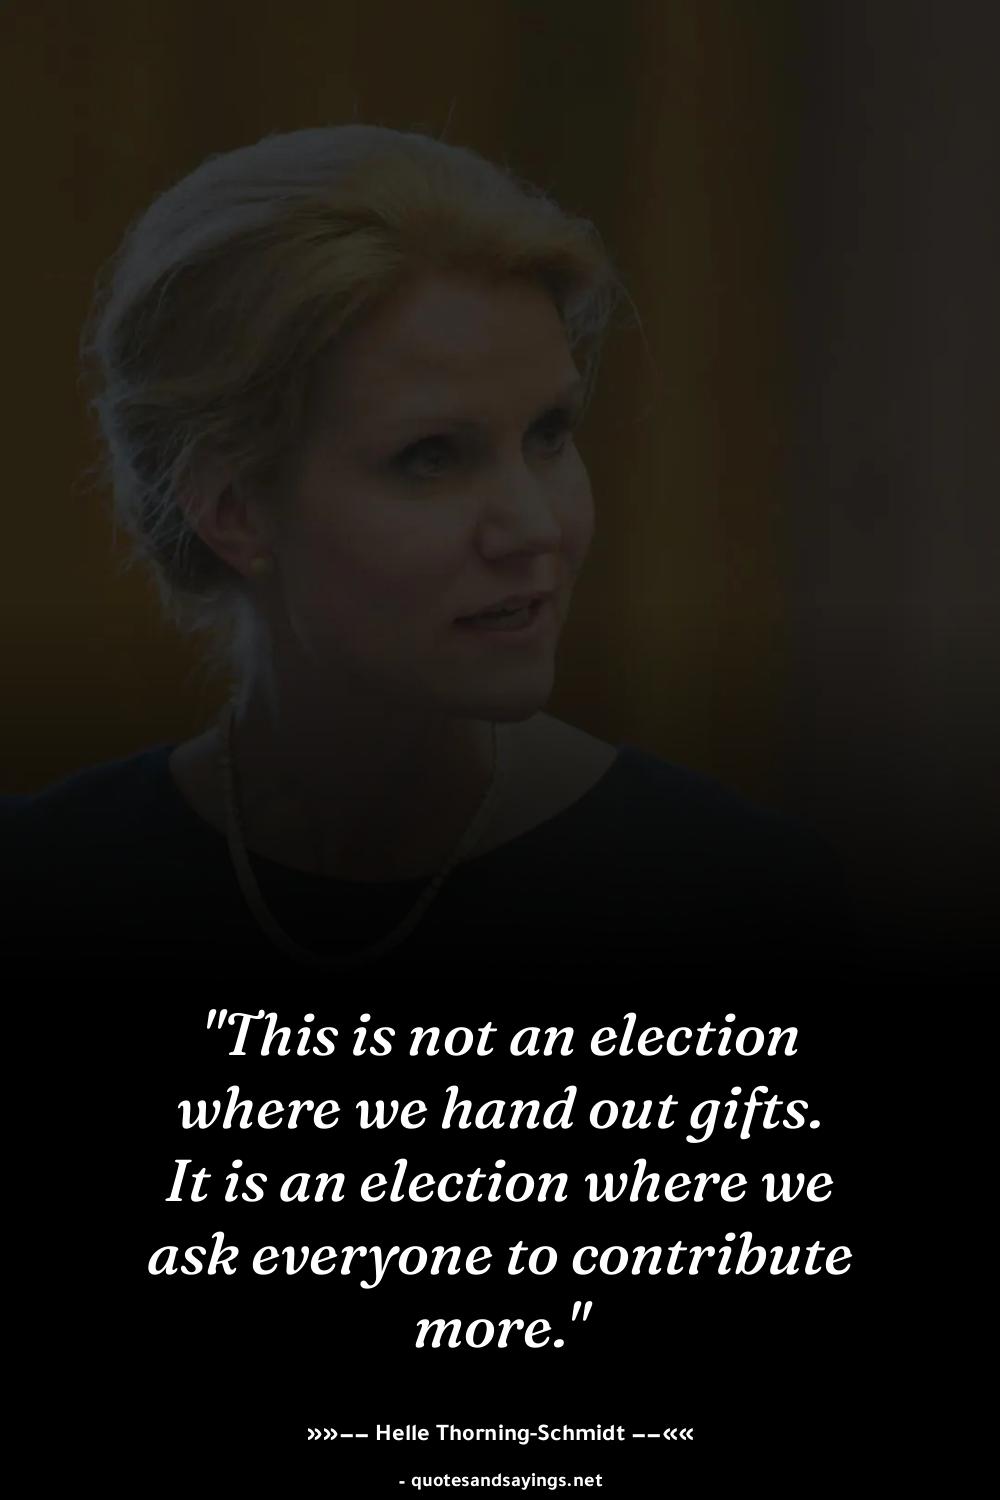 "This is not an election
where we hand out gifts.
It is an election where we
ask everyone to contribute
more."
»»–– Helle Thorning-Schmidt ––««
- quotesandsayings.net